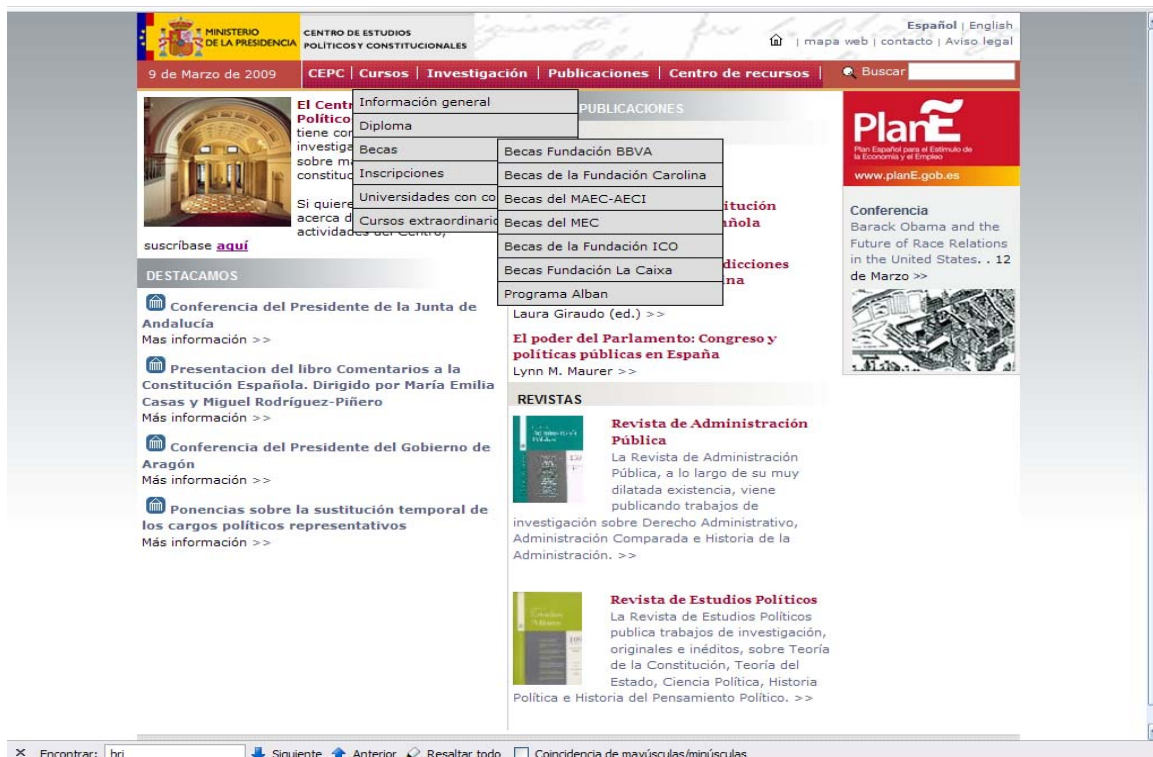 MINISTERIO
DE LA PRESIDENCIA
CENTRO DE ESTUDIOS
POLÍTICOS Y CONSTITUCIONALES
Español | English
| mapa web | contacto | Aviso legal
9 de Marzo de 2009
CEPC | Cursos | Investigación | Publicaciones | Centro de recursos |
Buscar
El Centr
Político
tiene co
investiga
sobre m
constituc
Si quiere
acerca d
actividades del Centro,
suscríbase aquí
Información general
Diploma
Becas
Inscripciones
Universidades con co
Cursos extraordinario
Becas Fundación BBVA
Becas de la Fundación Carolina
Becas del MAEC-AECI
Becas del MEC
Becas de la Fundación ICO
Becas Fundación La Caixa
Programa Alban
DESTACAMOS
Conferencia del Presidente de la Junta de
Andalucía
Mas información >>
Presentacion del libro Comentarios a la
Constitución Española. Dirigido por María Emilia
Casas y Miguel Rodríguez-Piñero
Más información >>
Conferencia del Presidente del Gobierno de
Aragón
Más información >>
Ponencias sobre la sustitución temporal de
los cargos políticos representativos
Más información >>
PUBLICACIONES
itución
ñola
dicciones
na
Laura Giraudo (ed.) >>
El poder del Parlamento: Congreso y
políticas públicas en España
Lynn M. Maurer >>
REVISTAS
Revista de Administración
Pública
La Revista de Administración
Pública, a lo largo de su muy
dilatada existencia, viene
publicando trabajos de
investigación sobre Derecho Administrativo,
Administración Comparada e Historia de la
Administración. >>
Revista de Estudios Políticos
La Revista de Estudios Políticos
publica trabajos de investigación,
originales e inéditos, sobre Teoría
de la Constitución, Teoría del
Estado, Ciencia Política, Historia
Política e Historia del Pensamiento Político. >>
PlanE
Plan Español para el Estímulo de
la Economía y el Empleo
www.planE.gob.es
Conferencia
Barack Obama and the
Future of Race Relations
in the United States. . 12
de Marzo >>
Encontrar: bri
Siguiente Anterior Resaltar todo Coincidencia de mayúsculas/minúsculas